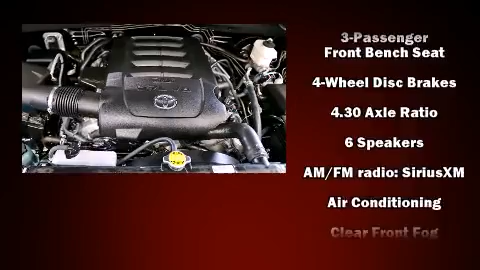 3-Passenger
Front Bench Seat
4-Wheel Disc Brakes
4.30 Axle Ratio
6 Speakers
AM/FM radio: SiriusXM
Air Conditioning
Clear Front Fog